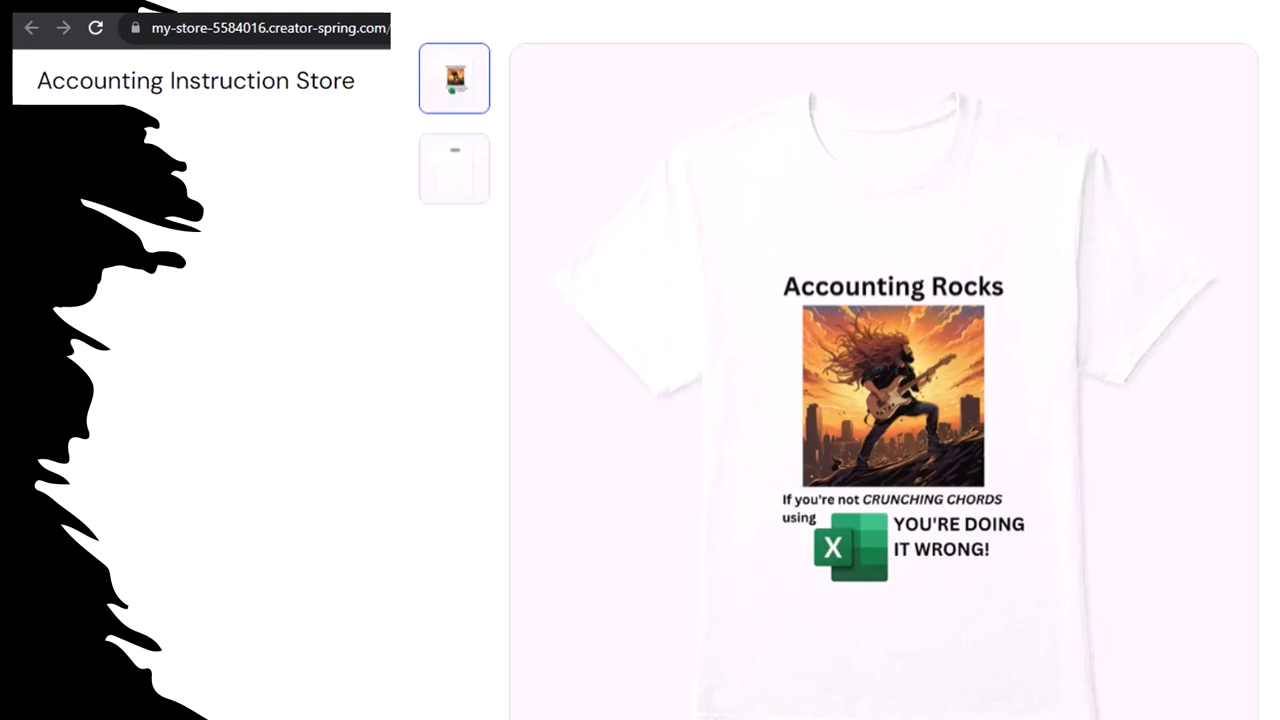 my-store-5584016.creator-spring.com/
Accounting Instruction Store
Accounting Rocks
If you're not CRUNCHING CHORDS
using
X
YOU'RE DOING
IT WRONG!